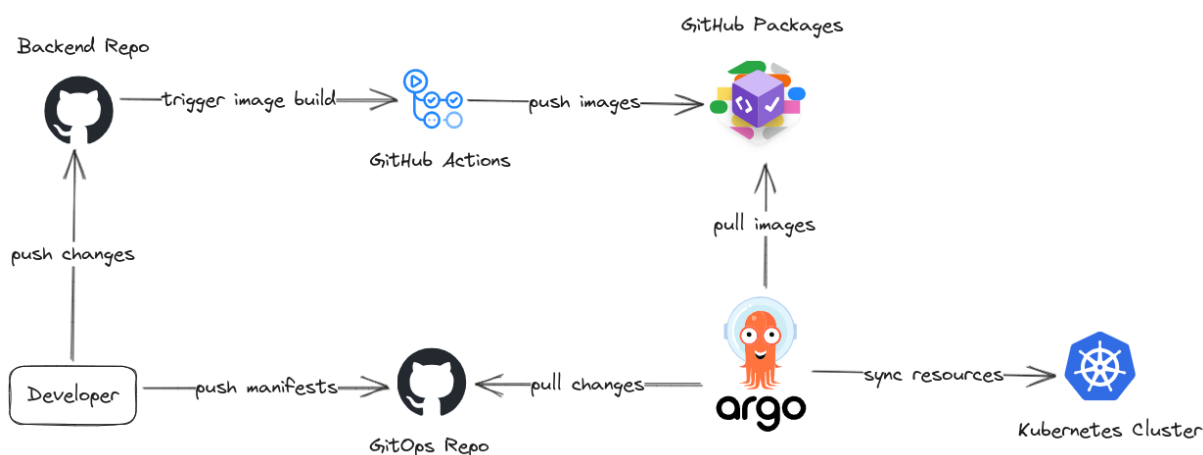 GitHub Packages
Backend Repo
trigger image build
push images
GitHub Actions
pull images
push changes
Developer
push manifests
pull changes
argo
sync resources
GitOps Repo
Kubernetes Cluster